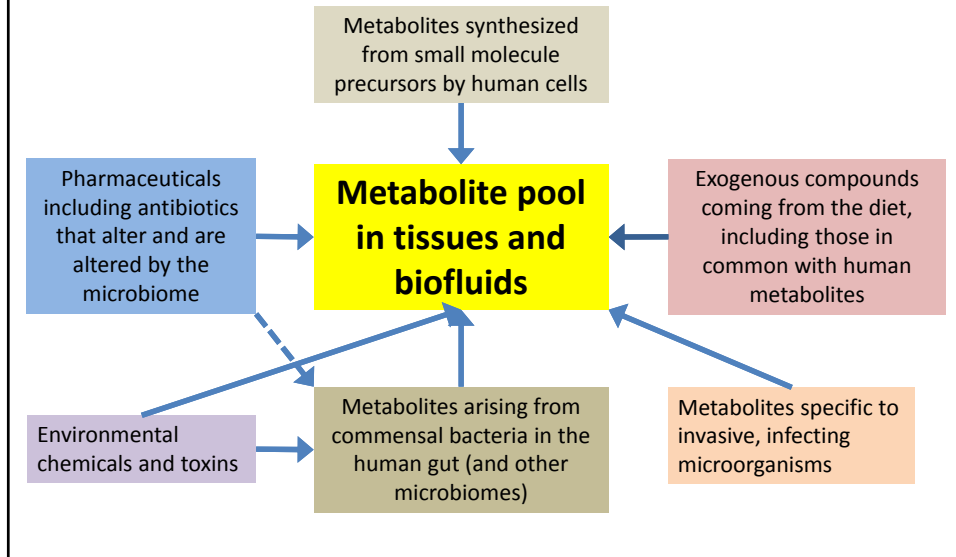 Metabolites synthesized
from small molecule
precursors by human cells
Pharmaceuticals
including antibiotics
that alter and are
altered by the
microbiome
Metabolite pool
in tissues and
biofluids
Exogenous compounds
coming from the diet,
including those in
common with human
metabolites
Environmental
chemicals and toxins
Metabolites arising from
commensal bacteria in the
human gut (and other
microbiomes)
Metabolites specific to
invasive, infecting
microorganisms